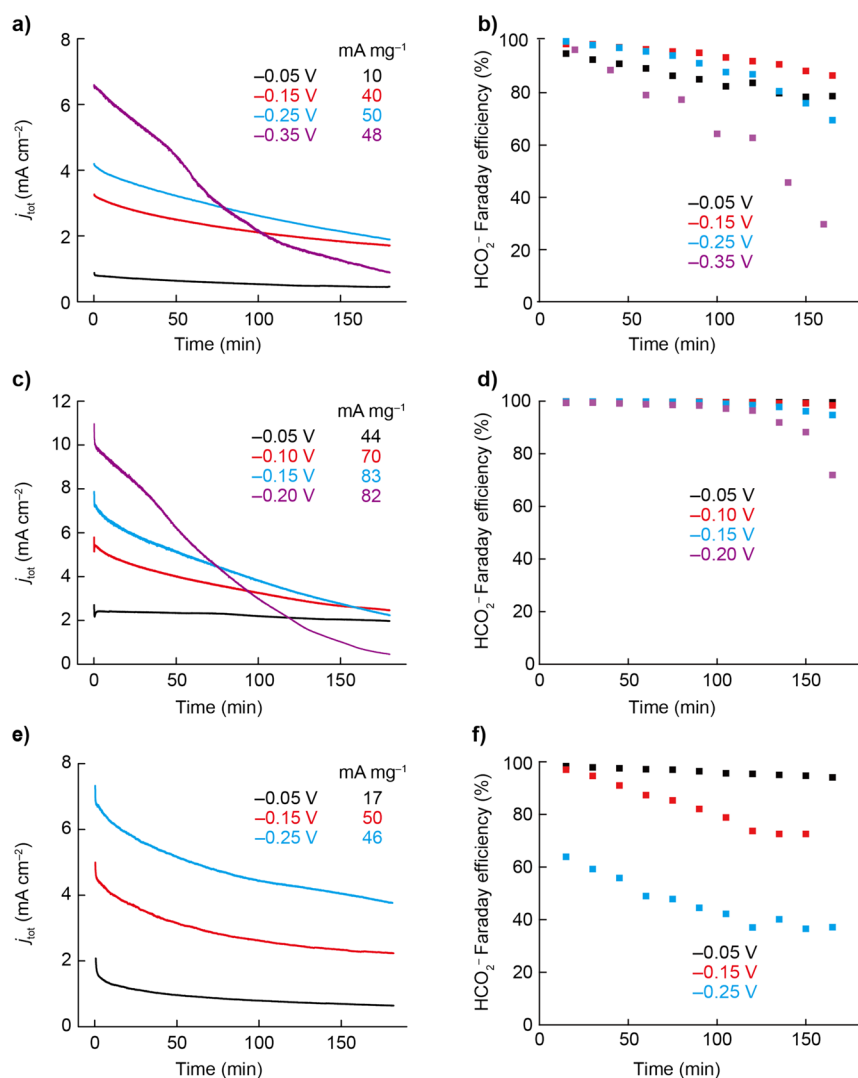 a)
8
6
4
2
0
j_tot (mA cm⁻²)
mA mg⁻¹
–0.05 V 10
–0.15 V 40
–0.25 V 50
–0.35 V 48
0 50 100 150
Time (min)
b)
100
80
60
40
20
0
HCO₂⁻ Faraday efficiency (%)
–0.05 V
–0.15 V
–0.25 V
–0.35 V
0 50 100 150
Time (min)
c)
12
10
8
6
4
2
0
j_tot (mA cm⁻²)
mA mg⁻¹
–0.05 V 44
–0.10 V 70
–0.15 V 83
–0.20 V 82
0 50 100 150
Time (min)
d)
100
80
60
40
20
0
HCO₂⁻ Faraday efficiency (%)
–0.05 V
–0.10 V
–0.15 V
–0.20 V
0 50 100 150
Time (min)
e)
8
6
4
2
0
j_tot (mA cm⁻²)
mA mg⁻¹
–0.05 V 17
–0.15 V 50
–0.25 V 46
0 50 100 150
Time (min)
f)
100
80
60
40
20
0
HCO₂⁻ Faraday efficiency (%)
–0.05 V
–0.15 V
–0.25 V
0 50 100 150
Time (min)